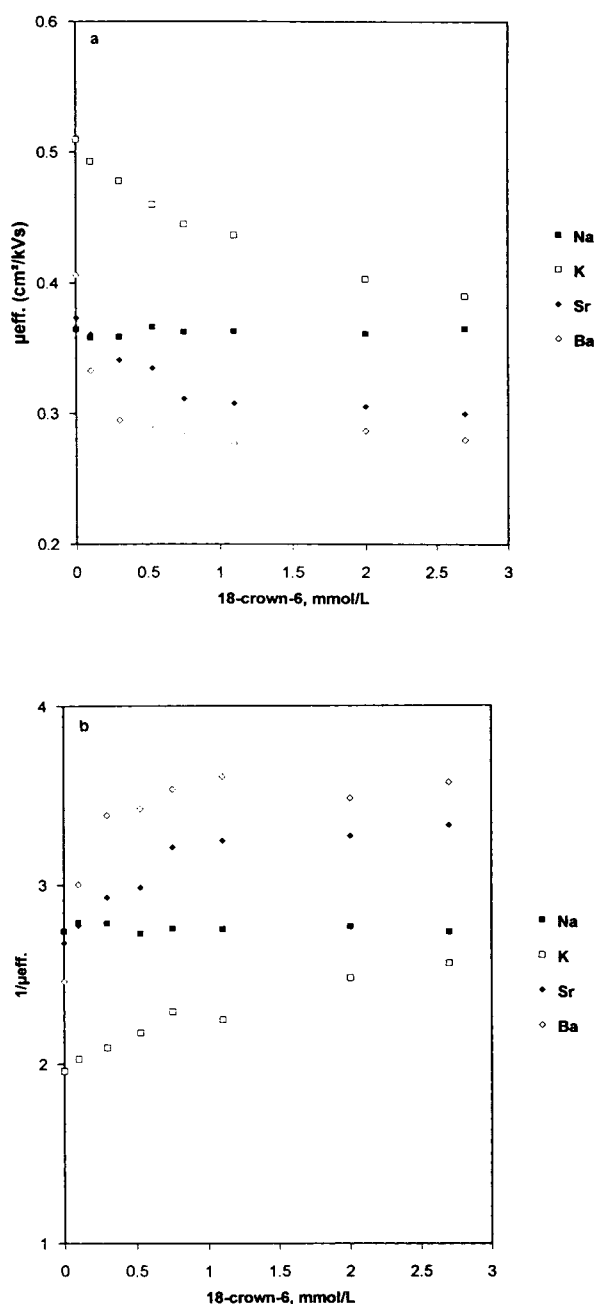 0.6
a
0.5
0.4
0.3
0.2
µeff. (cm²/kVs)
0 0.5 1 1.5 2 2.5 3
18-crown-6, mmol/L
Na
K
Sr
Ba
4
b
3
2
1
1/µeff.
0 0.5 1 1.5 2 2.5 3
18-crown-6, mmol/L
Na
K
Sr
Ba